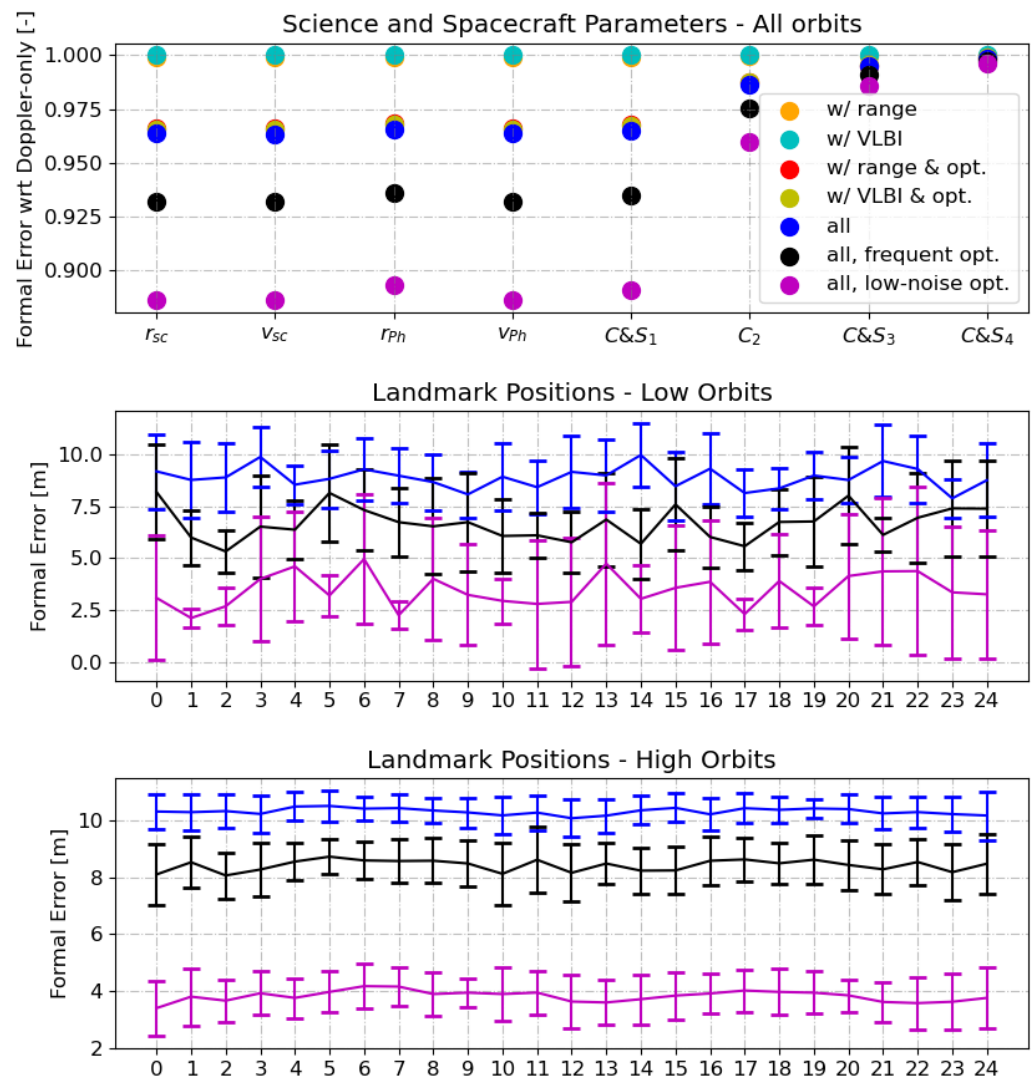 Science and Spacecraft Parameters - All orbits
Formal Error wrt Doppler-only [-]
1.000
0.975
0.950
0.925
0.900
w/ range
w/ VLBI
w/ range & opt.
w/ VLBI & opt.
all
all, frequent opt.
all, low-noise opt.
r_sc v_sc r_Ph v_Ph C&S_1 C_2 C&S_3 C&S_4
Landmark Positions - Low Orbits
Formal Error [m]
10.0
7.5
5.0
2.5
0.0
0 1 2 3 4 5 6 7 8 9 10 11 12 13 14 15 16 17 18 19 20 21 22 23 24
Landmark Positions - High Orbits
Formal Error [m]
10
8
6
4
2
0 1 2 3 4 5 6 7 8 9 10 11 12 13 14 15 16 17 18 19 20 21 22 23 24